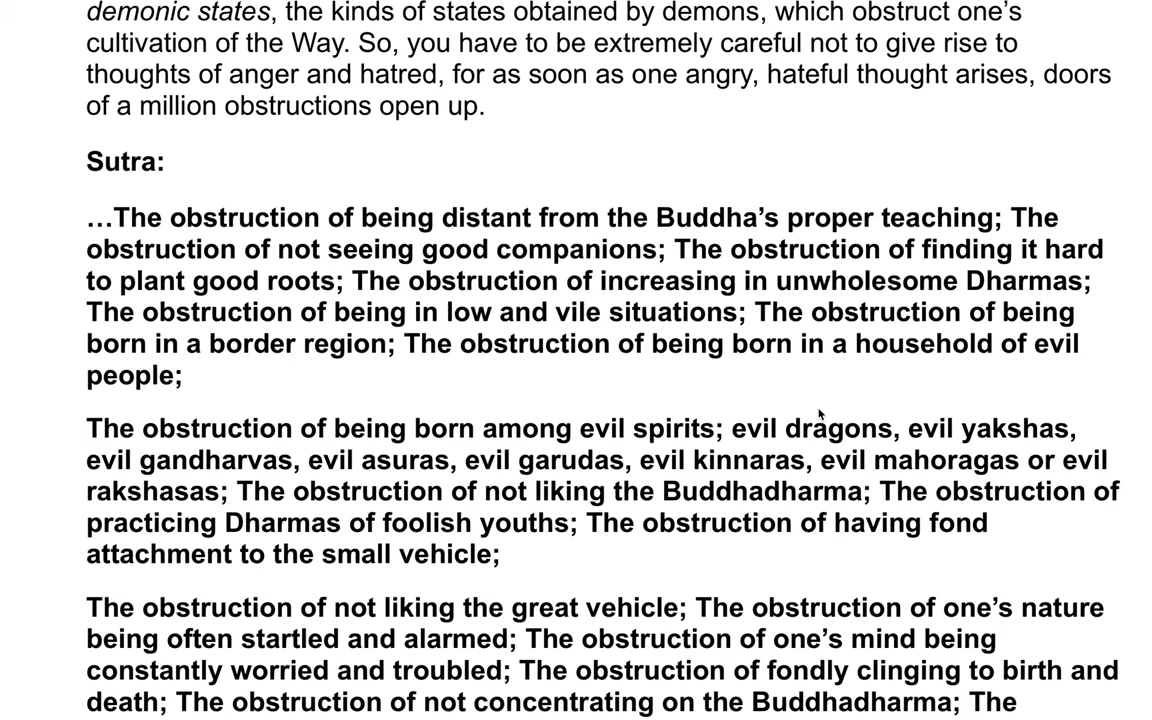 demonic states, the kinds of states obtained by demons, which obstruct one’s
cultivation of the Way. So, you have to be extremely careful not to give rise to
thoughts of anger and hatred, for as soon as one angry, hateful thought arises, doors
of a million obstructions open up.
Sutra:
…The obstruction of being distant from the Buddha’s proper teaching; The
obstruction of not seeing good companions; The obstruction of finding it hard
to plant good roots; The obstruction of increasing in unwholesome Dharmas;
The obstruction of being in low and vile situations; The obstruction of being
born in a border region; The obstruction of being born in a household of evil
people;
The obstruction of being born among evil spirits; evil dragons, evil yakshas,
evil gandharvas, evil asuras, evil garudas, evil kinnaras, evil mahoragas or evil
rakshasas; The obstruction of not liking the Buddhadharma; The obstruction of
practicing Dharmas of foolish youths; The obstruction of having fond
attachment to the small vehicle;
The obstruction of not liking the great vehicle; The obstruction of one’s nature
being often startled and alarmed; The obstruction of one’s mind being
constantly worried and troubled; The obstruction of fondly clinging to birth and
death; The obstruction of not concentrating on the Buddhadharma; The